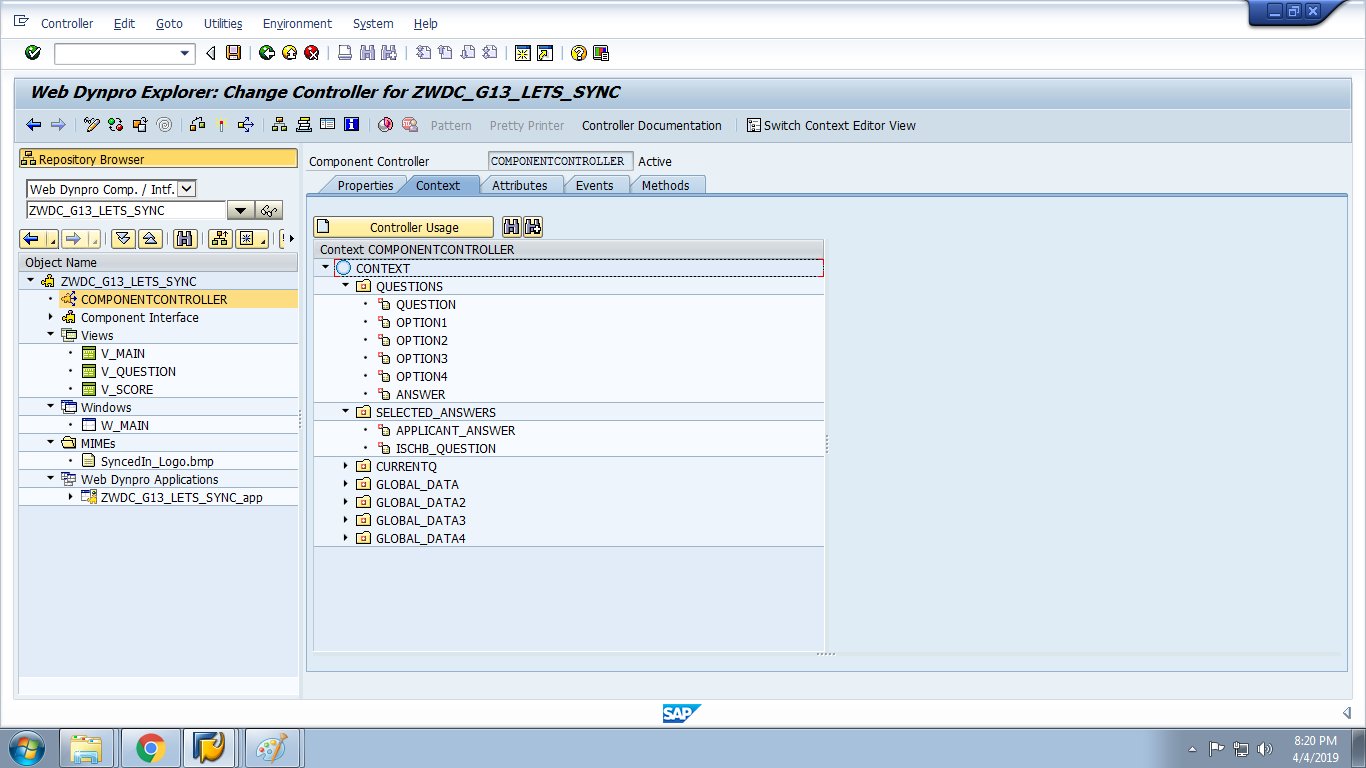 Controller Edit Goto Utilities Environment System Help
Web Dynpro Explorer: Change Controller for ZWDC_G13_LETS_SYNC
Pattern Pretty Printer Controller Documentation Switch Context Editor View
Repository Browser
Web Dynpro Comp. / Intf.
ZWDC_G13_LETS_SYNC
Object Name
ZWDC_G13_LETS_SYNC
COMPONENTCONTROLLER
Component Interface
Views
V_MAIN
V_QUESTION
V_SCORE
Windows
W_MAIN
MIMEs
SyncedIn_Logo.bmp
Web Dynpro Applications
ZWDC_G13_LETS_SYNC_app
Component Controller COMPONENTCONTROLLER Active
Properties Context Attributes Events Methods
Controller Usage
Context COMPONENTCONTROLLER
CONTEXT
QUESTIONS
QUESTION
OPTION1
OPTION2
OPTION3
OPTION4
ANSWER
SELECTED_ANSWERS
APPLICANT_ANSWER
ISCHB_QUESTION
CURRENTQ
GLOBAL_DATA
GLOBAL_DATA2
GLOBAL_DATA3
GLOBAL_DATA4
SAP
8:20 PM
4/4/2019